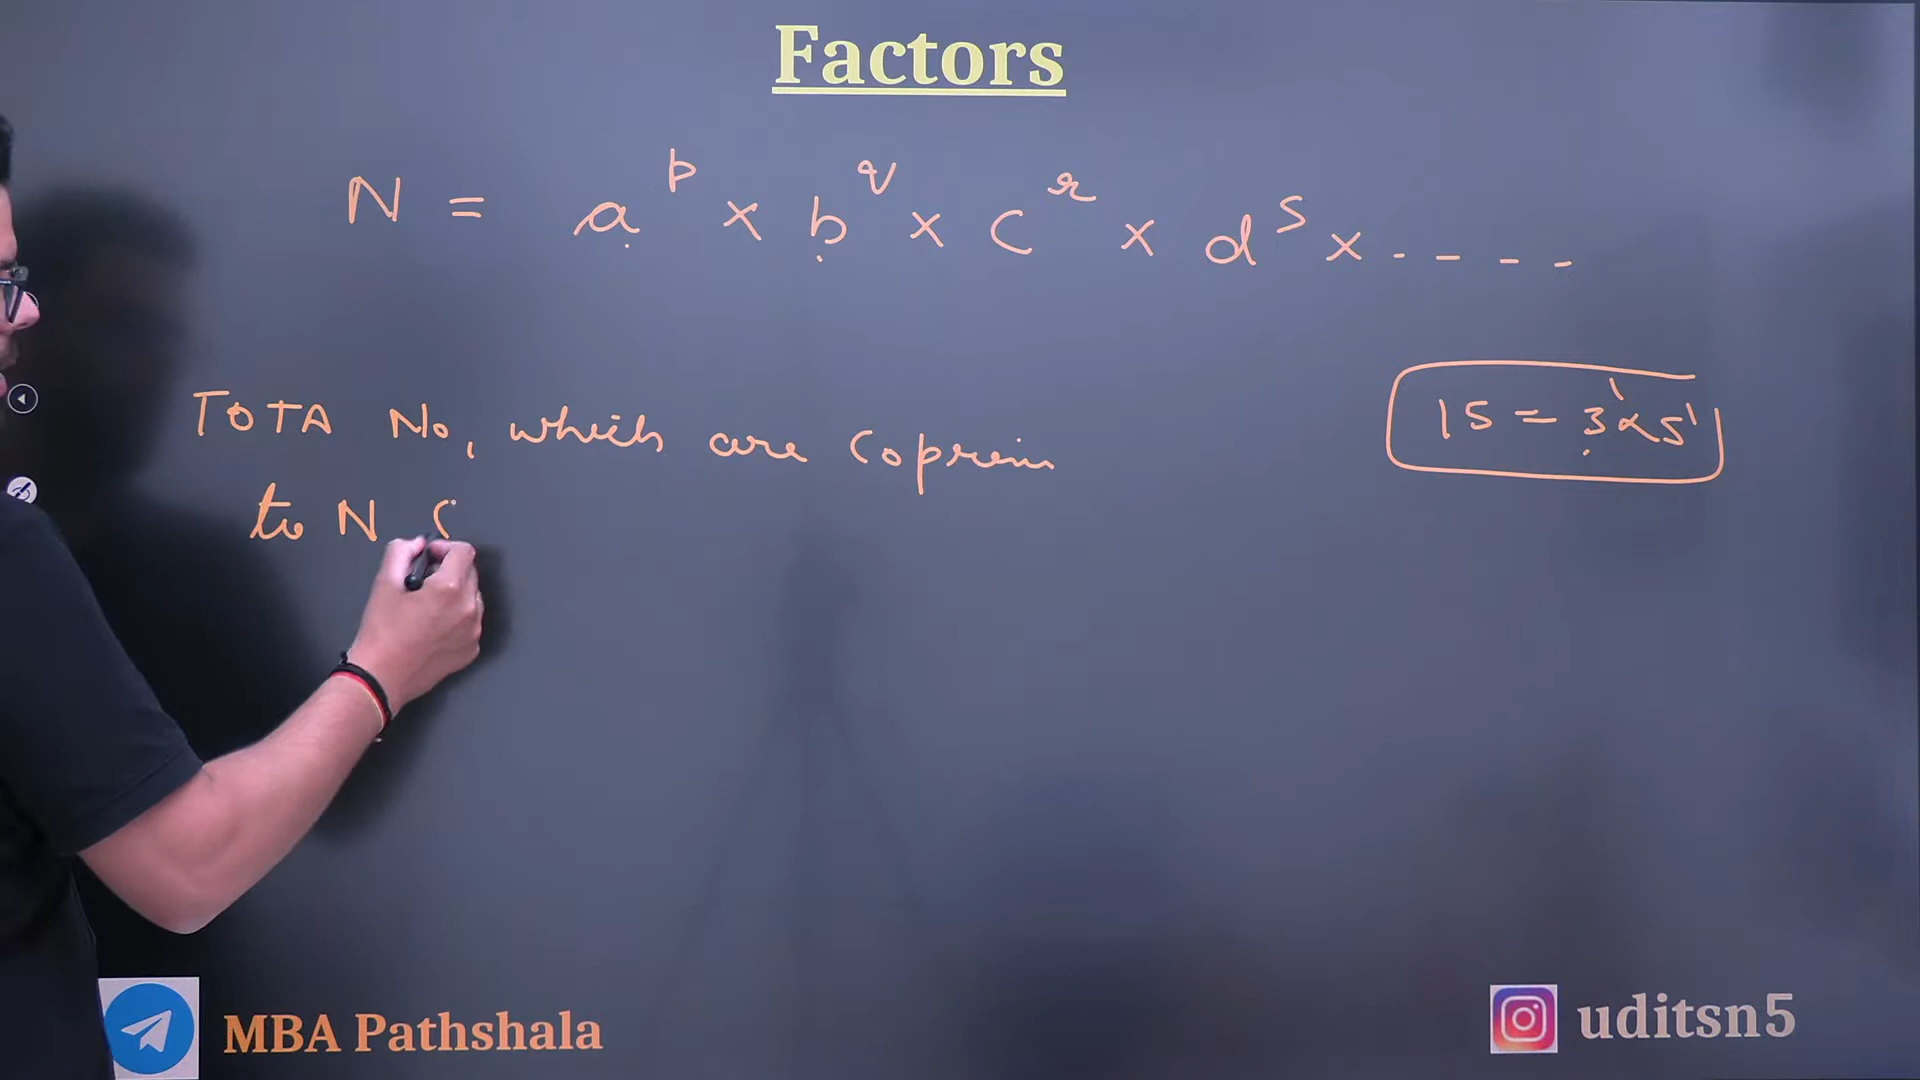 Factors
N = a^p × b^q × c^r × d^s × - - - -
TOTA No, which are Coprim
15 = 3^1 × 5^1
to N
MBA Pathshala
uditsn5